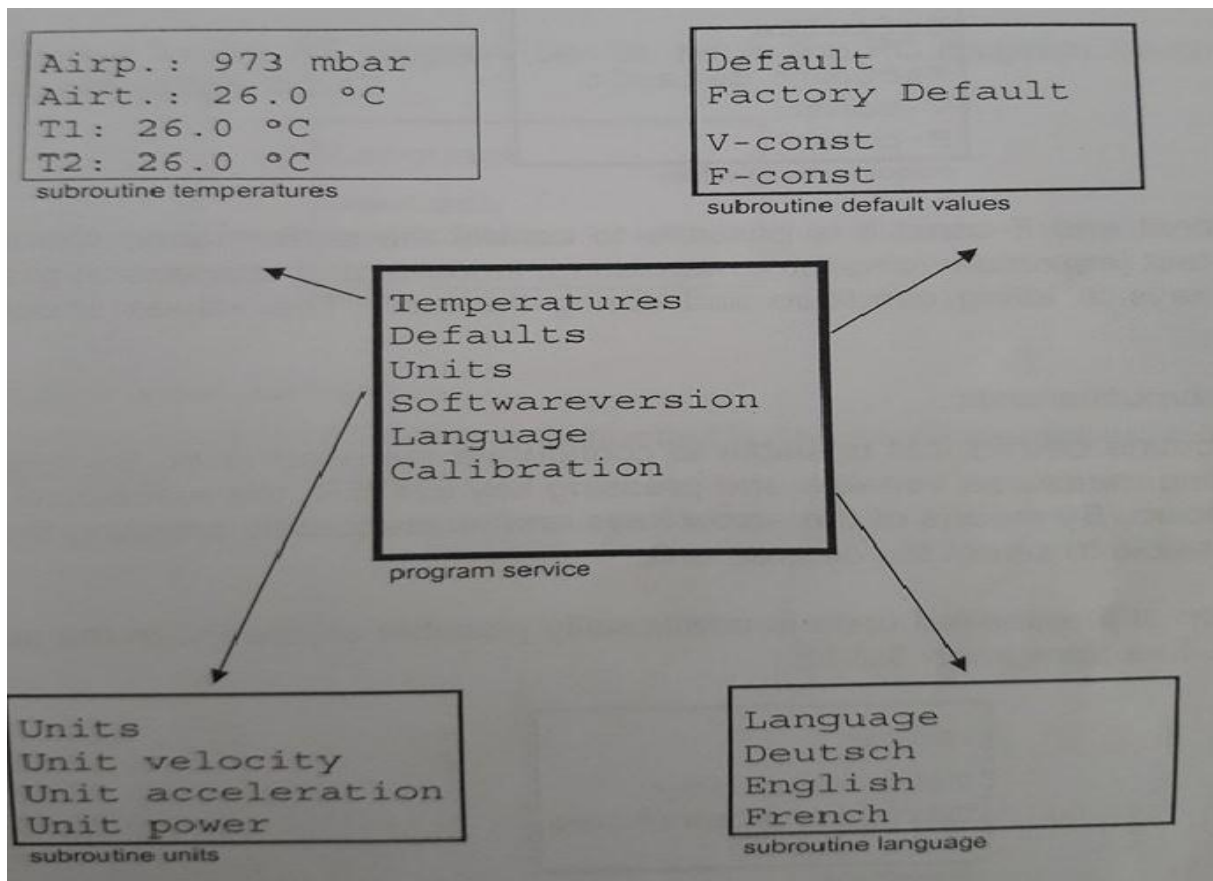 Airp.: 973 mbar
Airt.: 26.0 °C
T1: 26.0 °C
T2: 26.0 °C
subroutine temperatures
Default
Factory Default
V-const
F-const
subroutine default values
Temperatures
Defaults
Units
Softwareversion
Language
Calibration
program service
Units
Unit velocity
Unit acceleration
Unit power
subroutine units
Language
Deutsch
English
French
subroutine language